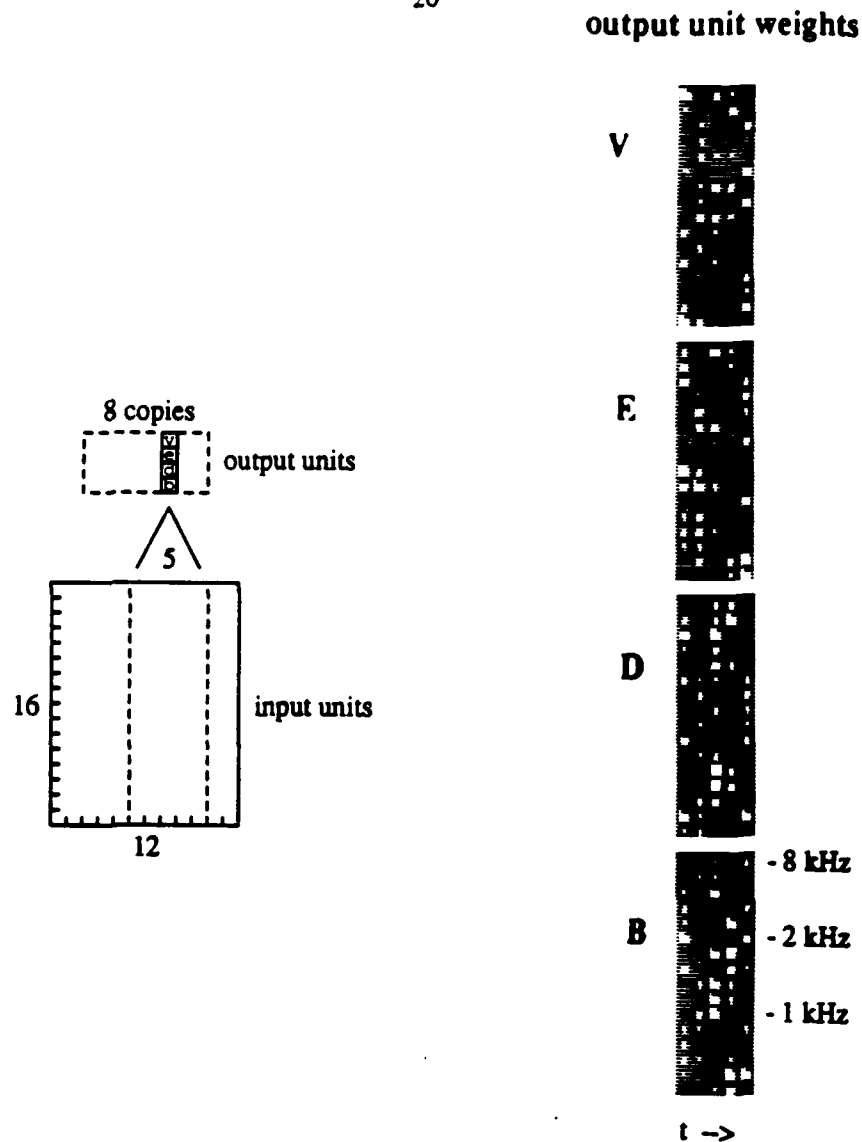 20
output unit weights
V
8 copies
E
output units
v
e
d
b
5
D
16
input units
12
- 8 kHz
B
- 2 kHz
- 1 kHz
t -->